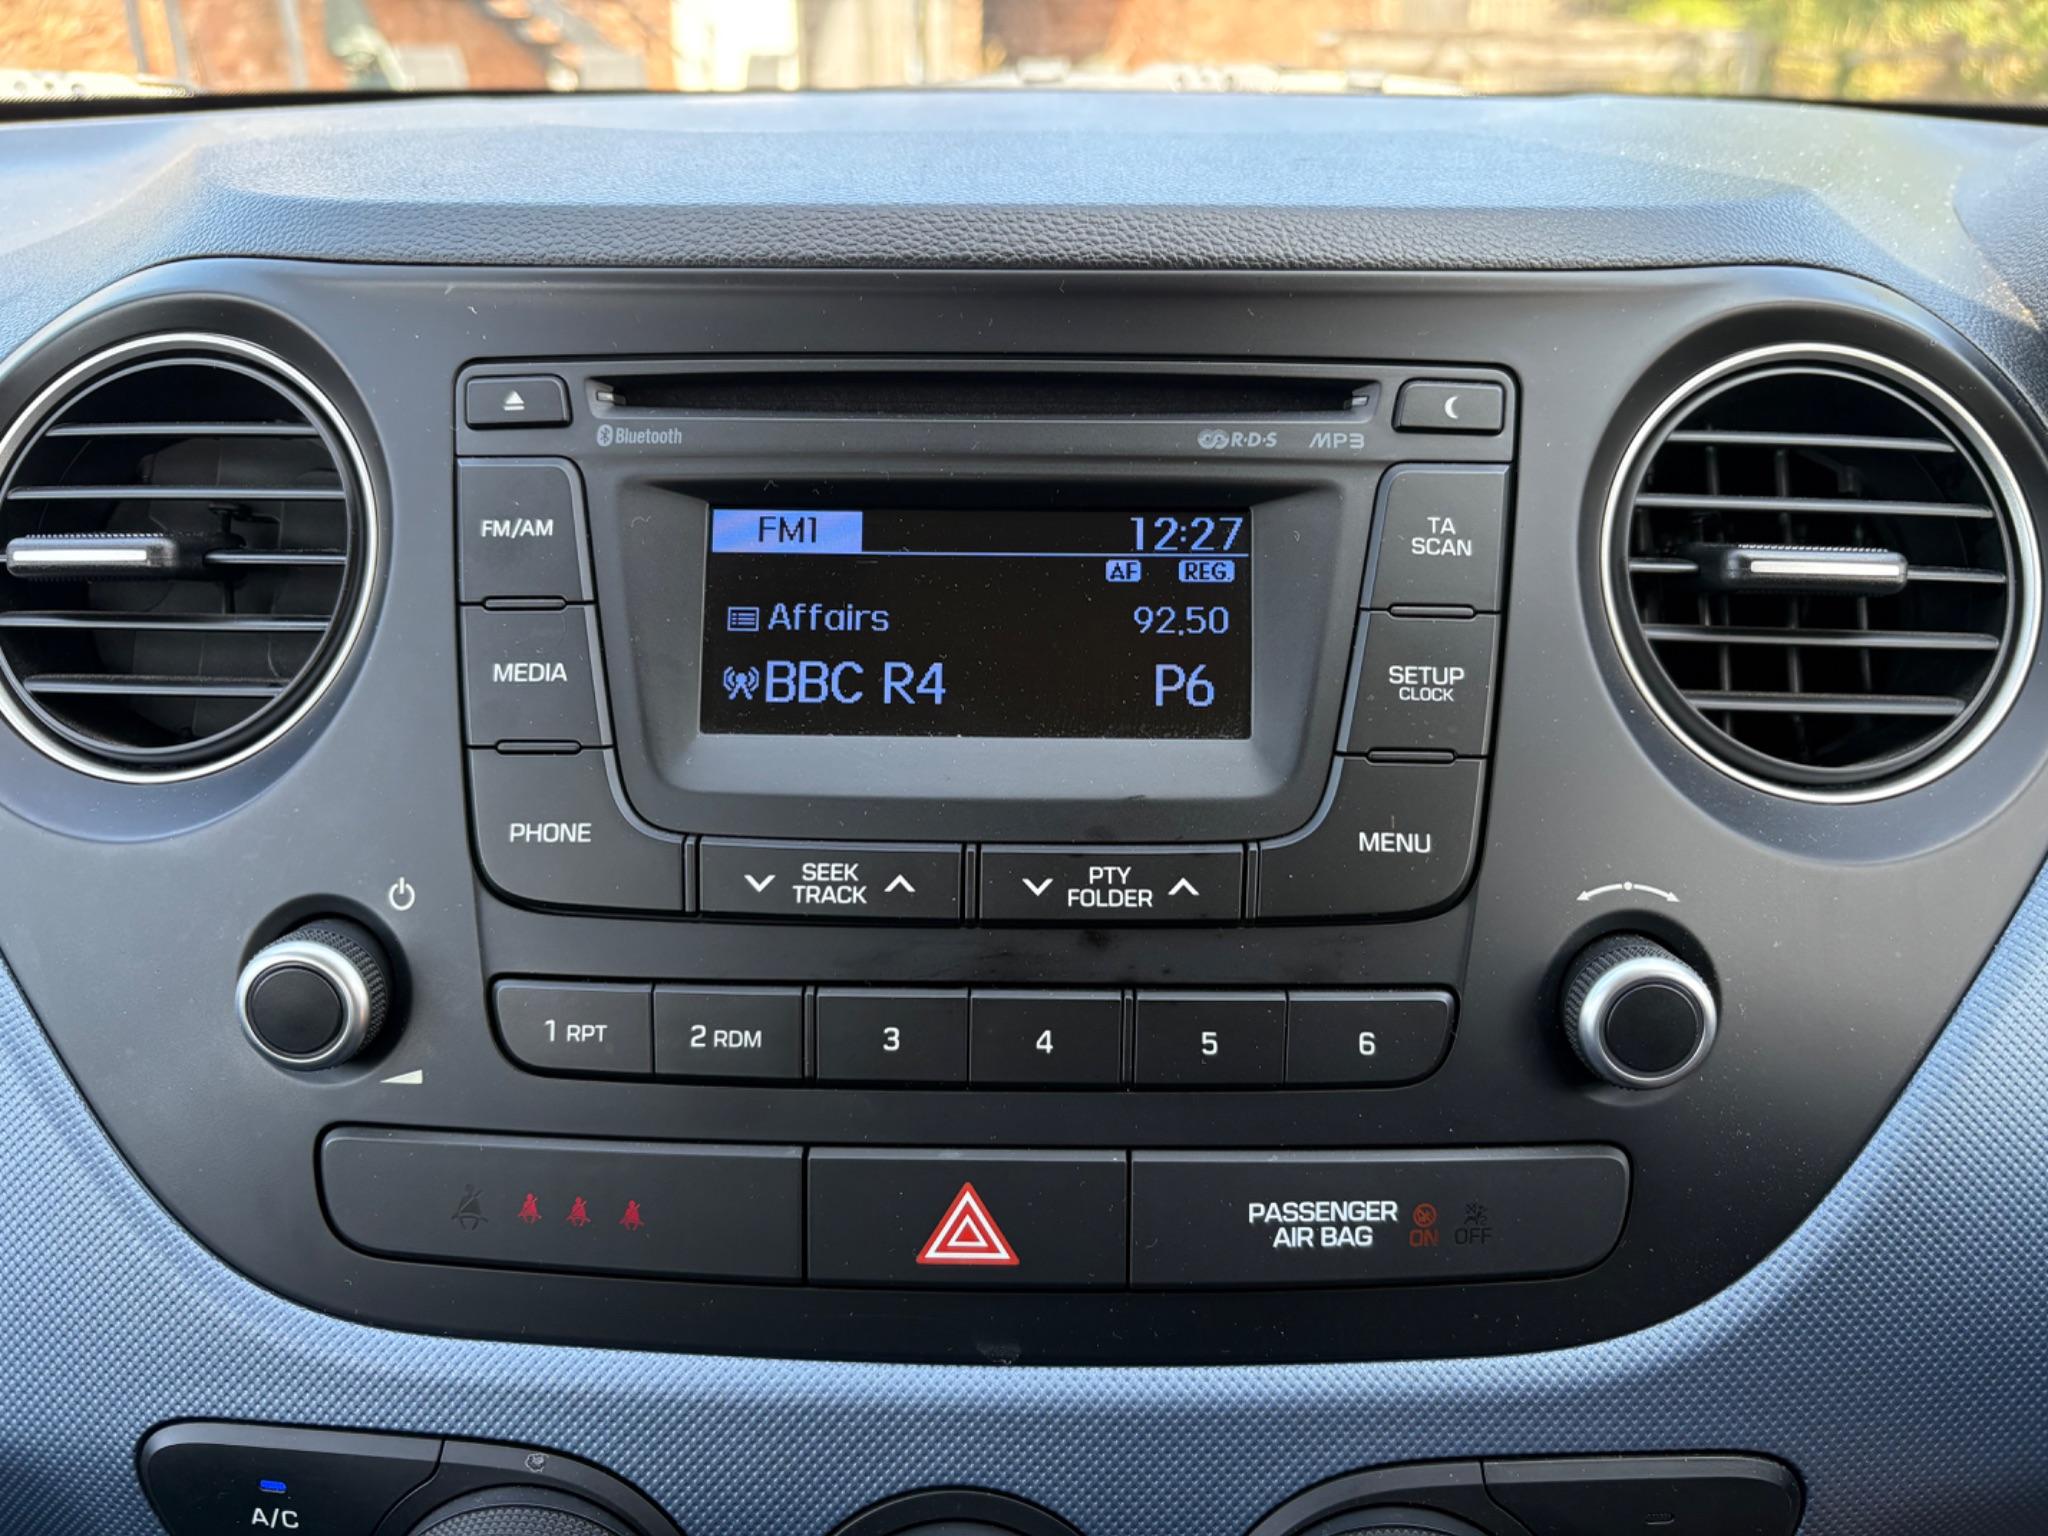 Bluetooth
R·D·S MP3
FM/AM
FM1 12:27
AF REG.
Affairs 92.50
BBC R4 P6
TA
SCAN
MEDIA
SETUP
CLOCK
PHONE
SEEK
TRACK
PTY
FOLDER
MENU
1 RPT 2 RDM 3 4 5 6
PASSENGER
AIR BAG
ON OFF
A/C